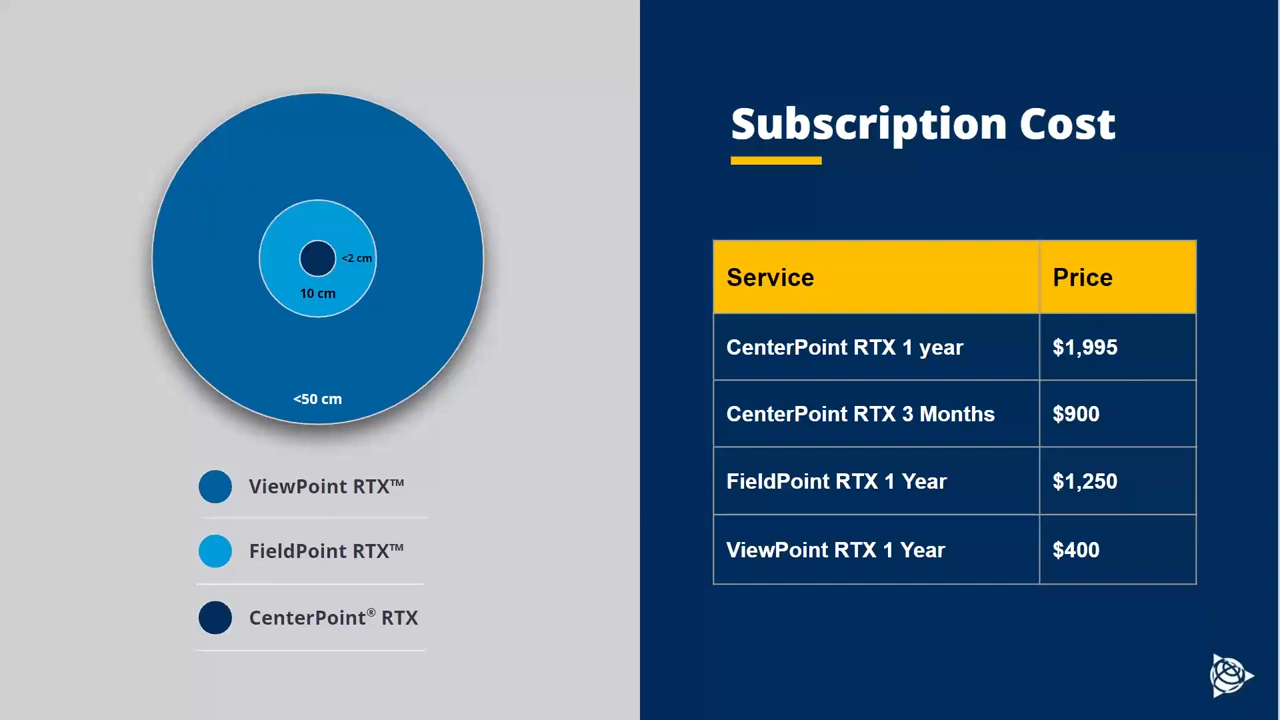 <2 cm
10 cm
<50 cm
ViewPoint RTX™
FieldPoint RTX™
CenterPoint® RTX
Subscription Cost
Service Price
CenterPoint RTX 1 year $1,995
CenterPoint RTX 3 Months $900
FieldPoint RTX 1 Year $1,250
ViewPoint RTX 1 Year $400